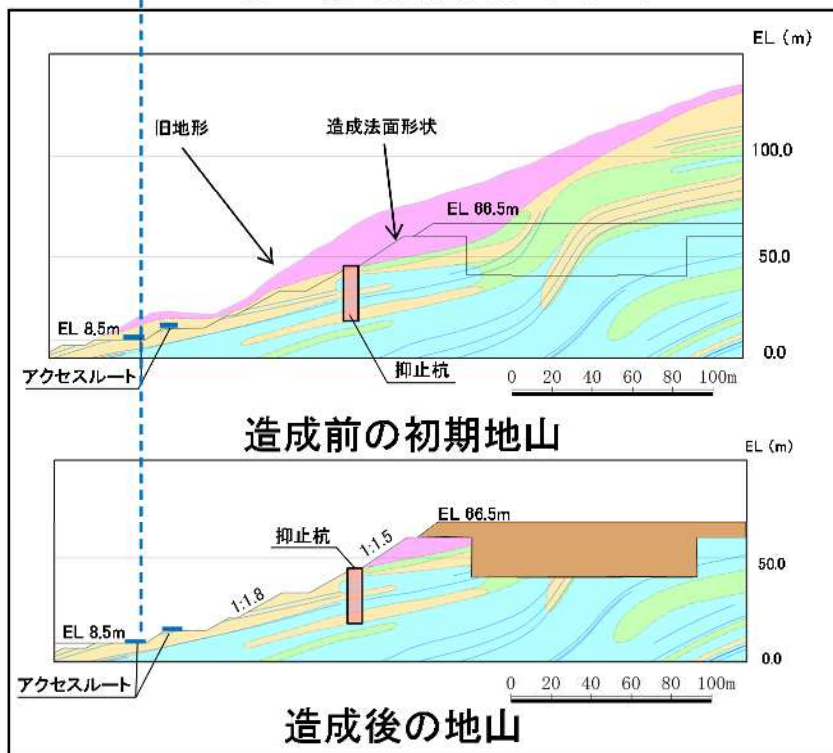 EL (m)
旧地形
造成法面形状
100.0
EL 66.5m
50.0
EL 8.5m
0.0
アクセスルート
抑止杭
0 20 40 60 80 100m
造成前の初期地山
EL (m)
EL 66.5m
抑止杭
1:1.5
50.0
1:1.8
EL 8.5m
0.0
アクセスルート
0 20 40 60 80 100m
造成後の地山